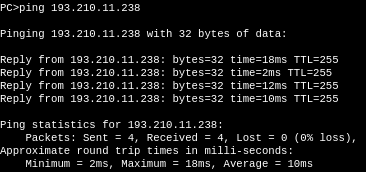 PC>ping 193.210.11.238
Pinging 193.210.11.238 with 32 bytes of data:
Reply from 193.210.11.238: bytes=32 time=18ms TTL=255
Reply from 193.210.11.238: bytes=32 time=2ms TTL=255
Reply from 193.210.11.238: bytes=32 time=12ms TTL=255
Reply from 193.210.11.238: bytes=32 time=10ms TTL=255
Ping statistics for 193.210.11.238:
Packets: Sent = 4, Received = 4, Lost = 0 (0% loss),
Approximate round trip times in milli-seconds:
Minimum = 2ms, Maximum = 18ms, Average = 10ms